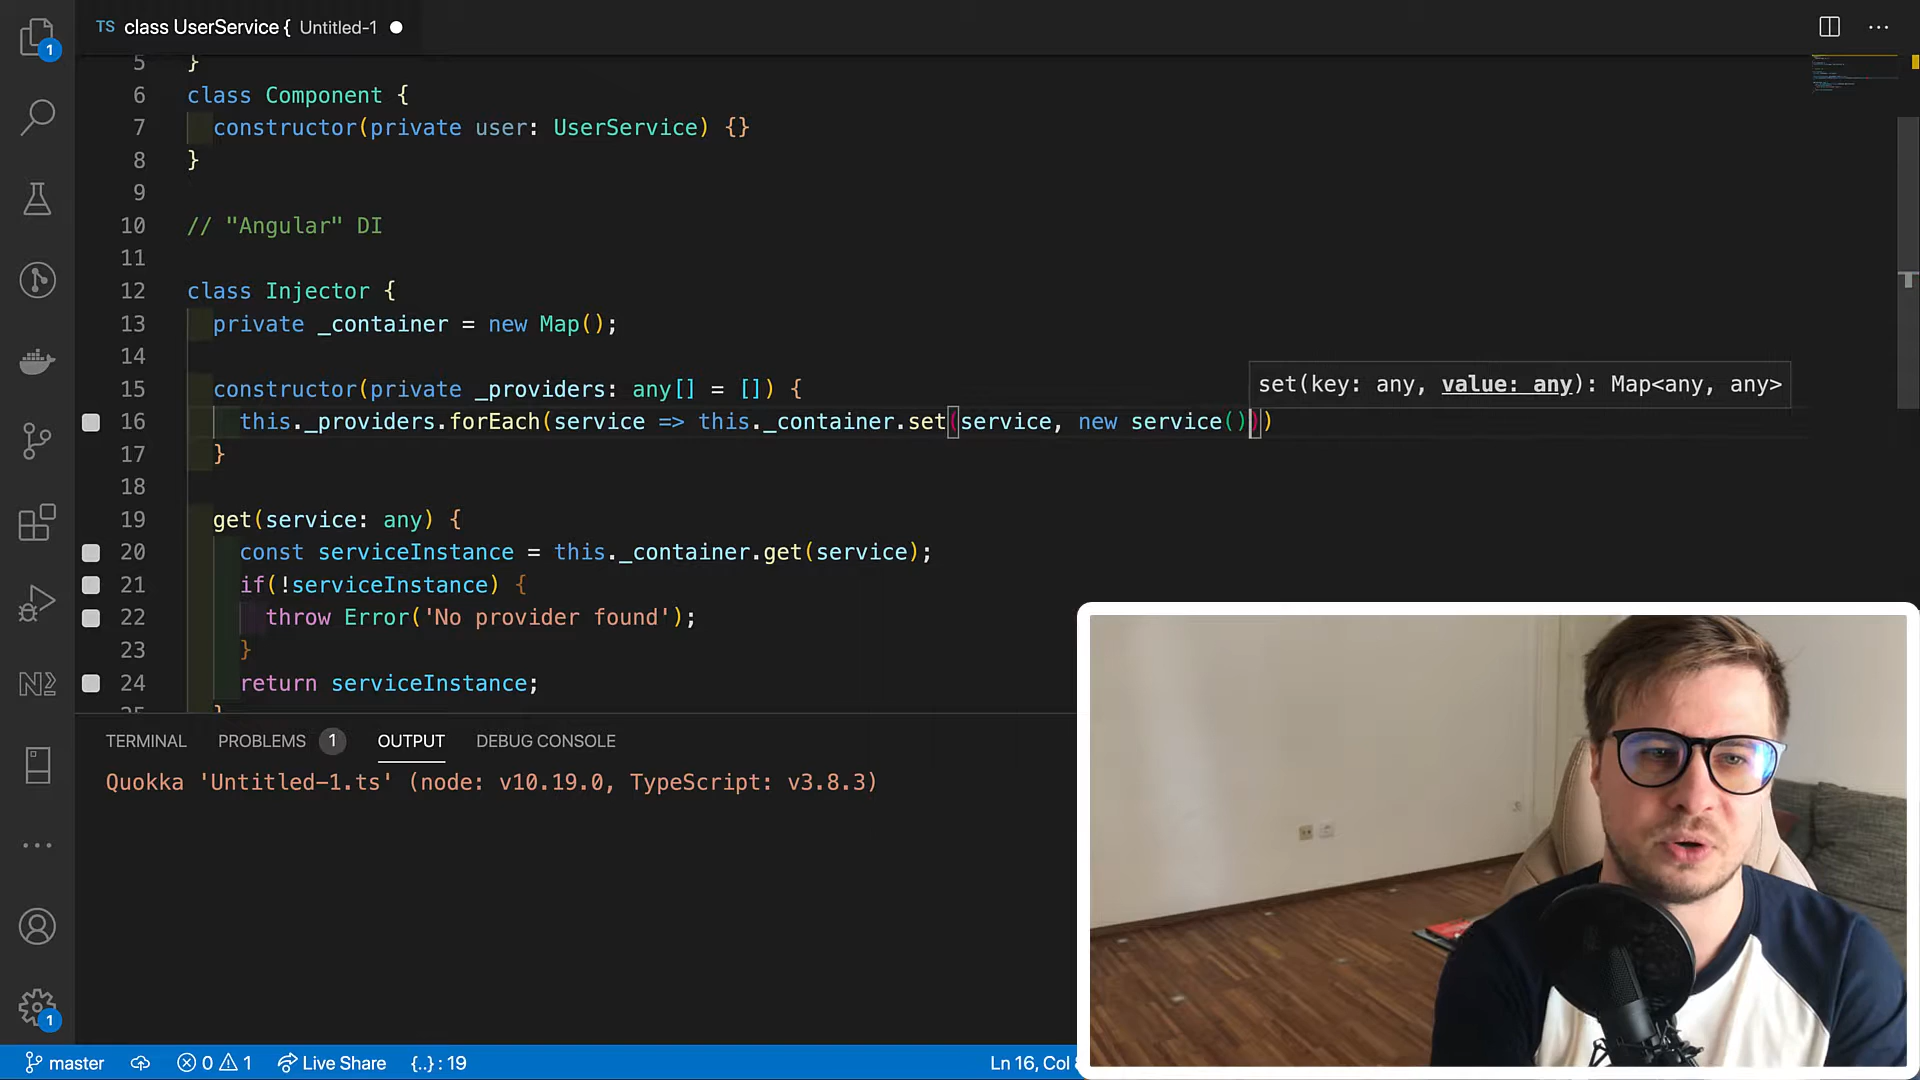 1
TS class UserService { Untitled-1
5 }
6 class Component {
7 constructor(private user: UserService) {}
8 }
9
10 // "Angular" DI
11
12 class Injector {
13 private _container = new Map();
14
set(key: any, value: any): Map<any, any>
15 constructor(private _providers: any[] = []) {
16 this._providers.forEach(service => this._container.set(service, new service()))
17 }
18
19 get(service: any) {
20 const serviceInstance = this._container.get(service);
21 if(!serviceInstance) {
22 throw Error('No provider found');
23 }
24 return serviceInstance;
25 }
TERMINAL PROBLEMS 1 OUTPUT DEBUG CONSOLE
Quokka 'Untitled-1.ts' (node: v10.19.0, TypeScript: v3.8.3)
1
master 0 1 Live Share {..} : 19 Ln 16, Col